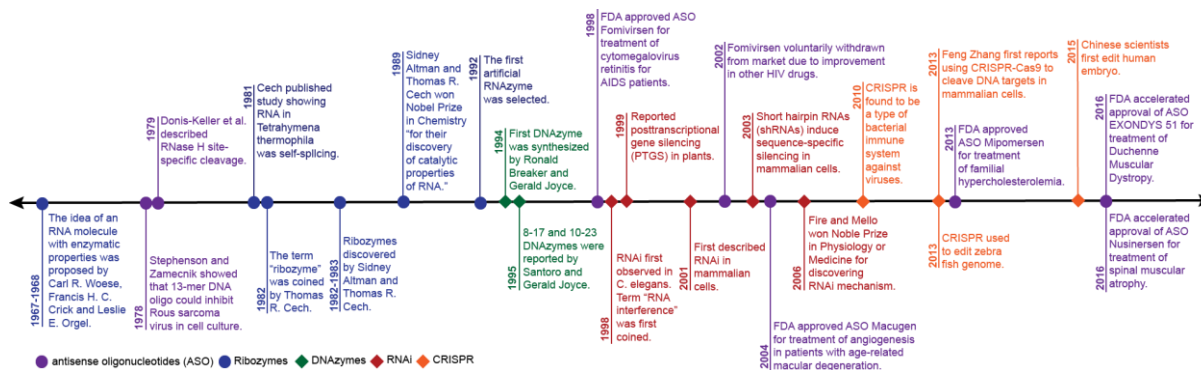 1967-1968
The idea of an
RNA molecule
with enzymatic
properties was
proposed by
Carl R. Woese,
Francis H. C.
Crick and Leslie
E. Orgel.
1978
Stephenson and
Zamecnik showed
that 13-mer DNA
oligo could inhibit
Rous sarcoma
virus in cell culture.
1979
Donis-Keller et al.
described
RNase H site-
specific cleavage.
1981
Cech published
study showing
RNA in
Tetrahymena
thermophila
was self-splicing.
1982
The term
"ribozyme" was
coined by
Thomas R. Cech.
1982-1983
Ribozymes
discovered
by Sidney
Altman and
Thomas R.
Cech.
1989
Sidney
Altman and
Thomas R.
Cech won
Nobel Prize
in Chemistry
"for their
discovery
of catalytic
properties
of RNA."
1992
The first
artificial
RNAzyme
was selected.
1994
First DNAzyme
was synthesized
by Ronald
Breaker and
Gerald Joyce.
1995
8-17 and 10-23
DNAzymes were
reported by
Santoro and
Gerald Joyce.
1998
FDA approved ASO
Fomivirsen for
treatment of
cytomegalovirus
retinitis for
AIDS patients.
1998
RNAi first
observed in
C. elegans.
Term "RNA
interference"
was first
coined.
1999
Reported
posttranscriptional
gene silencing
(PTGS) in plants.
2001
First described
RNAi in
mammalian
cells.
2002
Fomivirsen voluntarily withdrawn
from market due to improvement
in other HIV drugs.
2003
Short hairpin RNAs
(shRNAs) induce
sequence-specific
silencing in
mammalian cells.
2004
FDA approved ASO Macugen
for treatment of angiogenesis
in patients with age-related
macular degeneration.
2006
Fire and Mello
won Noble Prize
in Physiology or
Medicine for
discovering
RNAi mechanism.
2010
CRISPR is
found to be
a type of
bacterial
immune
system
against
viruses.
2013
Feng Zhang first reports
using CRISPR-Cas9 to
cleave DNA targets in
mammalian cells.
2013
CRISPR used
to edit zebra
fish genome.
2013
FDA approved
ASO Mipomersen
for treatment
of familial
hypercholesterolemia.
2015
Chinese scientists
first edit human
embryo.
2016
FDA accelerated
approval of ASO
EXONDYS 51 for
treatment of
Duchenne
Muscular
Dystropy.
2016
FDA accelerated
approval of ASO
Nusinersen for
treatment of
spinal muscular
atrophy.
antisense oligonucleotides (ASO) Ribozymes DNAzymes RNAi CRISPR